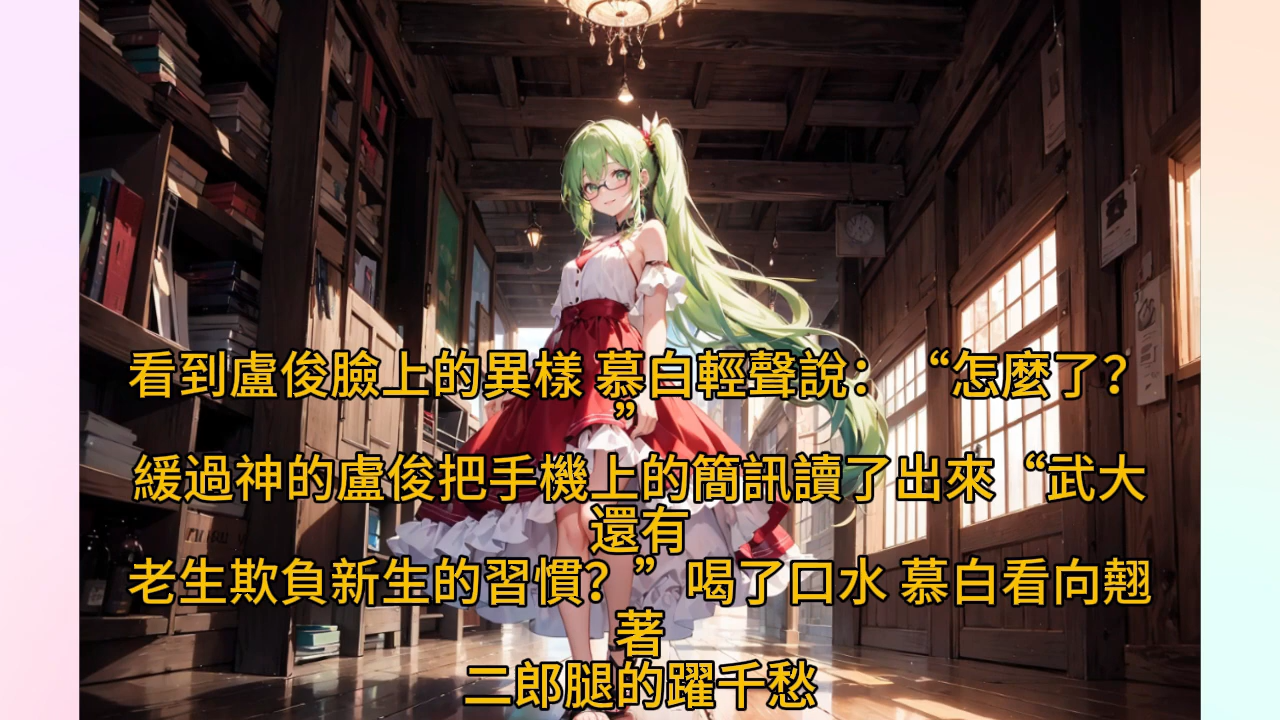 看到盧俊臉上的異樣 慕白輕聲說：“怎麼了？
”
緩過神的盧俊把手機上的簡訊讀了出來“武大
還有
老生欺負新生的習慣？”喝了口水 慕白看向翹
著
二郎腿的躍千愁